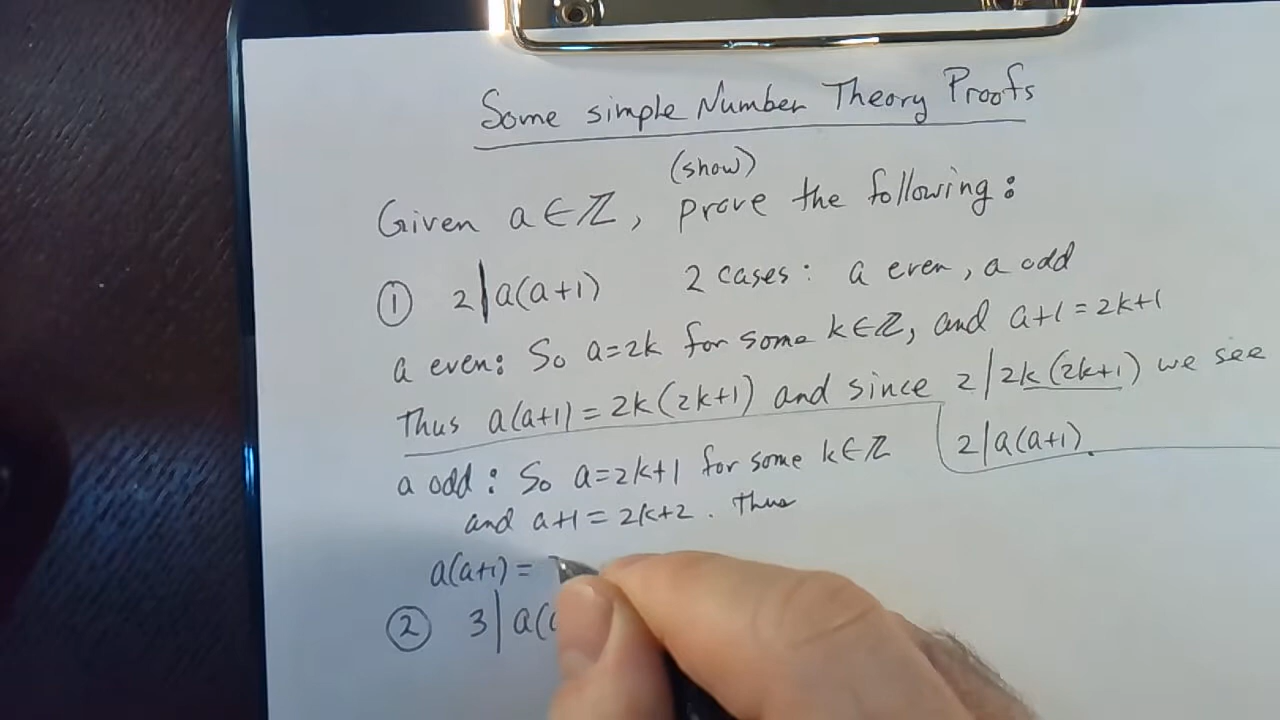 Some simple Number Theory Proofs
(show)
Given a ∈ ℤ, prove the following:
① 2|a(a+1) 2 cases: a even, a odd
a even: So a=2k for some k∈ℤ, and a+1=2k+1
Thus a(a+1) = 2k(2k+1) and since 2|2k(2k+1) we see
2|a(a+1).
a odd: So a=2k+1 for some k∈ℤ
and a+1=2k+2. Thus
a(a+1) =
② 3|a(